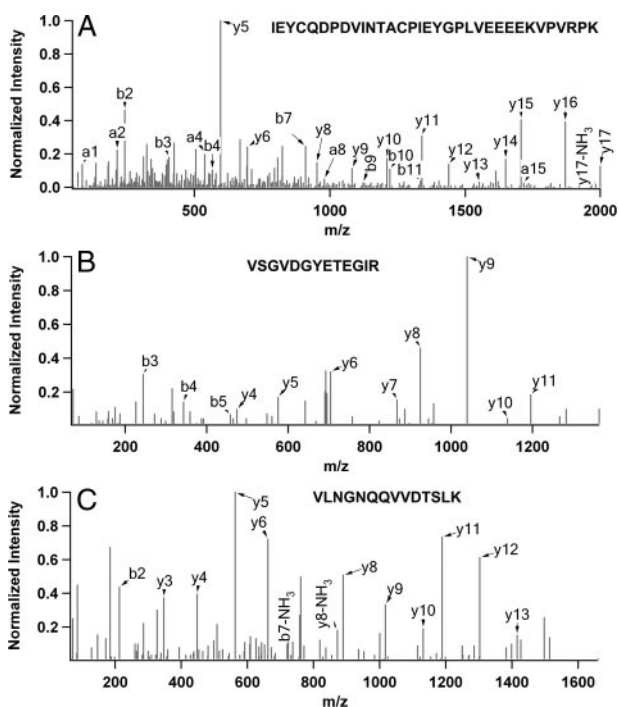 A
IEYCQDPDVINTACPIEYGPLVEEEEKVPVRPK
Normalized Intensity
1.0
0.8
0.6
0.4
0.2
0.0
y5
b2
a1
a2
b3
a4
b4
y6
b7
y8
a8
y9
b9
y10
b10
b11
y11
y12
y13
y14
y15
a15
y16
y17-NH3
y17
500
1000
1500
2000
m/z
B
VSGVDGYETEGIR
Normalized Intensity
1.0
0.8
0.6
0.4
0.2
b3
b4
b5
y4
y5
y6
y7
y8
y9
y10
y11
200
400
600
800
1000
1200
m/z
C
VLNGNQQVVDTSLK
Normalized Intensity
1.0
0.8
0.6
0.4
0.2
b2
y3
y4
y5
y6
b7-NH3
y8-NH3
y8
y9
y10
y11
y12
y13
200
400
600
800
1000
1200
1400
1600
m/z